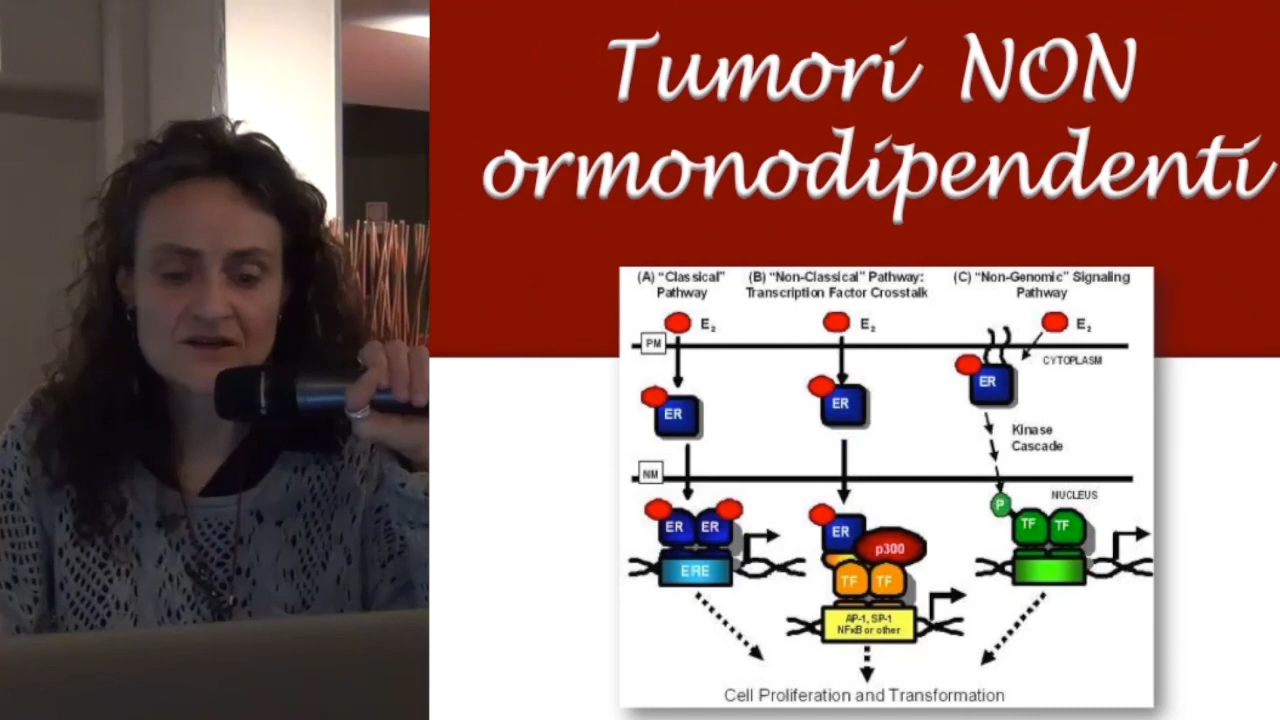 Tumori NON
ormonodipendenti
(A) “Classical” Pathway
(B) “Non-Classical” Pathway:
Transcription Factor Crosstalk
(C) “Non-Genomic” Signaling
Pathway
E₂
E₂
E₂
PM
CYTOPLASM
ER
ER
ER
Kinase
Cascade
NM
NUCLEUS
P
ER ER
ER
p300
TF TF
ERE
TF TF
AP-1, SP-1
NFκB or other
Cell Proliferation and Transformation